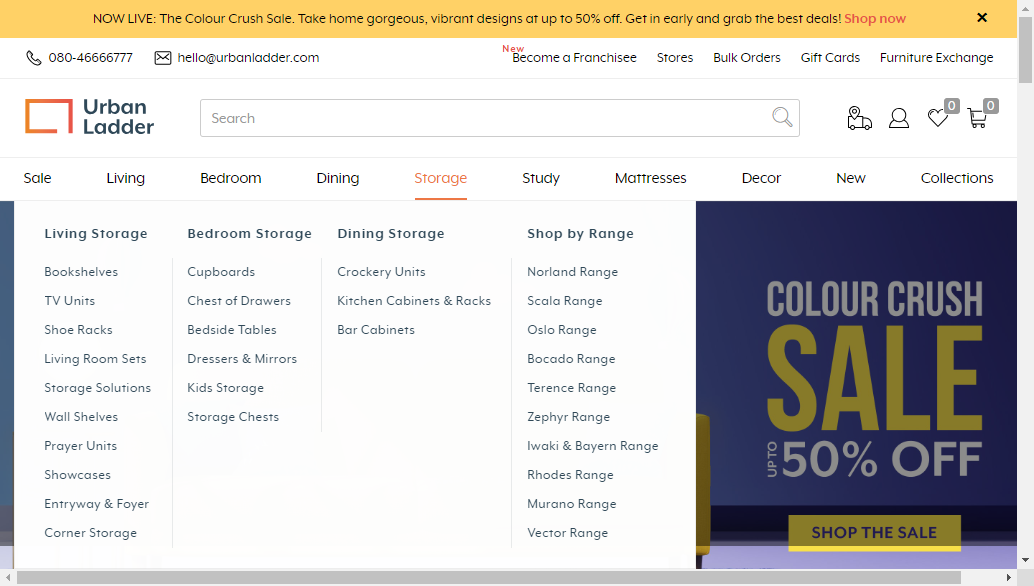 NOW LIVE: The Colour Crush Sale. Take home gorgeous, vibrant designs at up to 50% off. Get in early and grab the best deals! Shop now
080-46666777
hello@urbanladder.com
New
Become a Franchisee
Stores
Bulk Orders
Gift Cards
Furniture Exchange
Urban
Ladder
Search
0
0
Sale
Living
Bedroom
Dining
Storage
Study
Mattresses
Decor
New
Collections
Living Storage
Bookshelves
TV Units
Shoe Racks
Living Room Sets
Storage Solutions
Wall Shelves
Prayer Units
Showcases
Entryway & Foyer
Corner Storage
Bedroom Storage
Cupboards
Chest of Drawers
Bedside Tables
Dressers & Mirrors
Kids Storage
Storage Chests
Dining Storage
Crockery Units
Kitchen Cabinets & Racks
Bar Cabinets
Shop by Range
Norland Range
Scala Range
Oslo Range
Bocado Range
Terence Range
Zephyr Range
Iwaki & Bayern Range
Rhodes Range
Murano Range
Vector Range
COLOUR CRUSH
SALE
UPTO 50% OFF
SHOP THE SALE